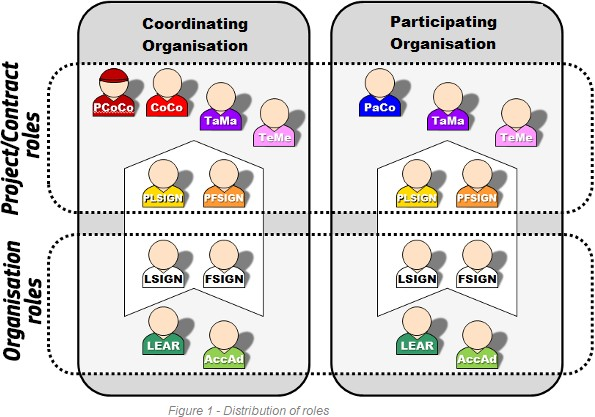 Coordinating
Organisation
Participating
Organisation
Project/Contract
roles
PCoCo
CoCo
TaMa
TeMe
PaCo
TaMa
TeMe
PLSIGN
PFSIGN
PLSIGN
PFSIGN
Organisation
roles
LSIGN
FSIGN
LSIGN
FSIGN
LEAR
AccAd
LEAR
AccAd
Figure 1 - Distribution of roles